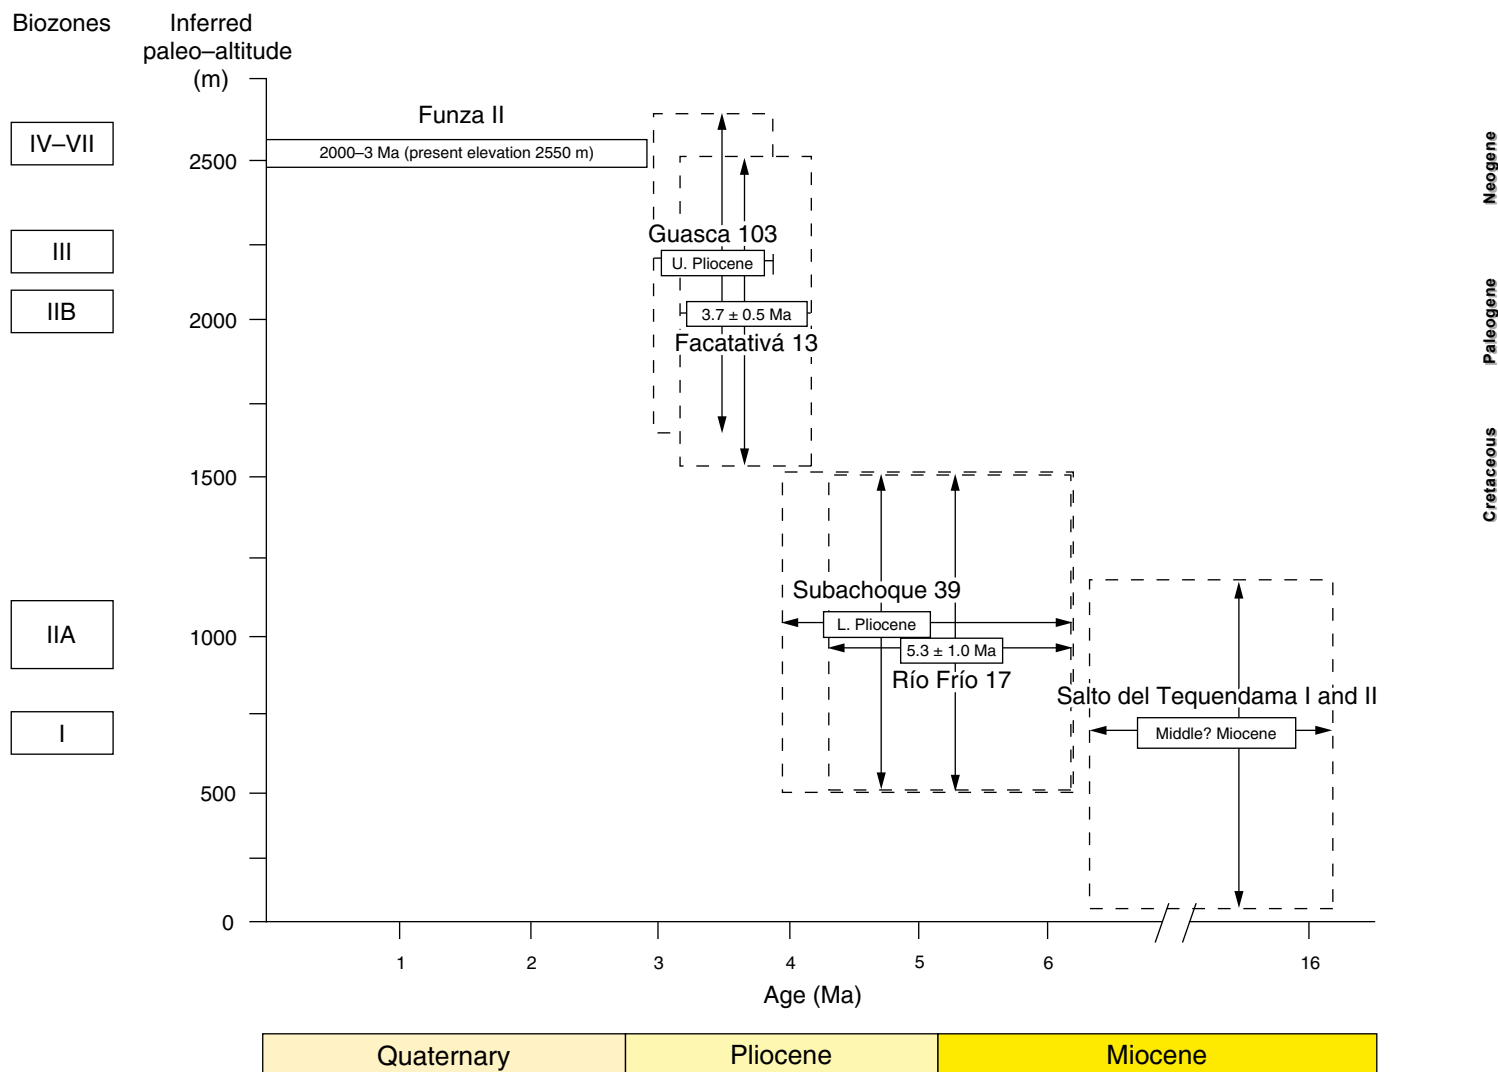 Biozones
Inferred
paleo–altitude
(m)
IV–VII
III
IIB
IIA
I
2500
2000
1500
1000
500
0
Funza II
2000–3 Ma (present elevation 2550 m)
Guasca 103
U. Pliocene
3.7 ± 0.5 Ma
Facatativá 13
Subachoque 39
L. Pliocene
5.3 ± 1.0 Ma
Río Frío 17
Salto del Tequendama I and II
Middle? Miocene
1 2 3 4 5 6 16
Age (Ma)
Quaternary Pliocene Miocene
Neogene
Paleogene
Cretaceous